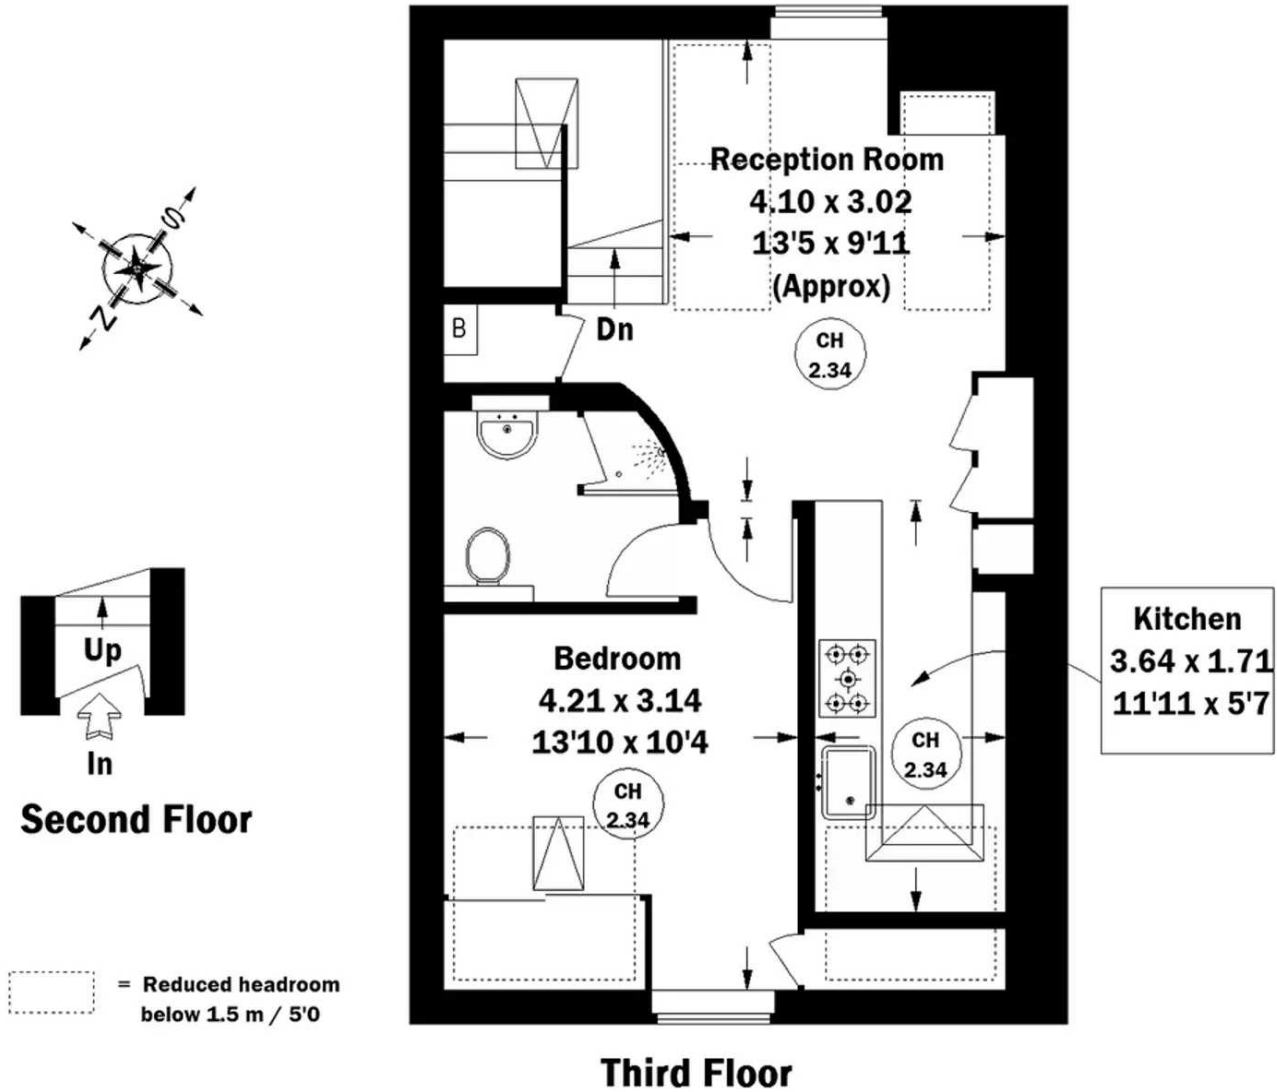 Reception Room
4.10 x 3.02
13'5 x 9'11
(Approx)
S
N
B
Dn
CH
2.34
Up
In
Second Floor
Bedroom
4.21 x 3.14
13'10 x 10'4
CH
2.34
Kitchen
3.64 x 1.71
11'11 x 5'7
CH
2.34
= Reduced headroom
below 1.5 m / 5'0
Third Floor